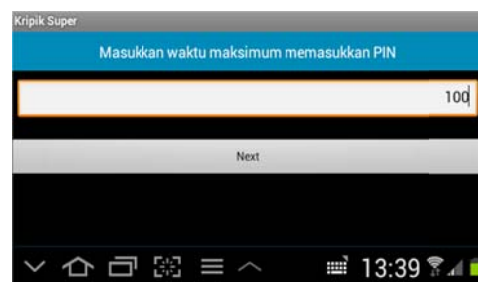 Kripik Super
Masukkan waktu maksimum memasukkan PIN
100
Next
13:39